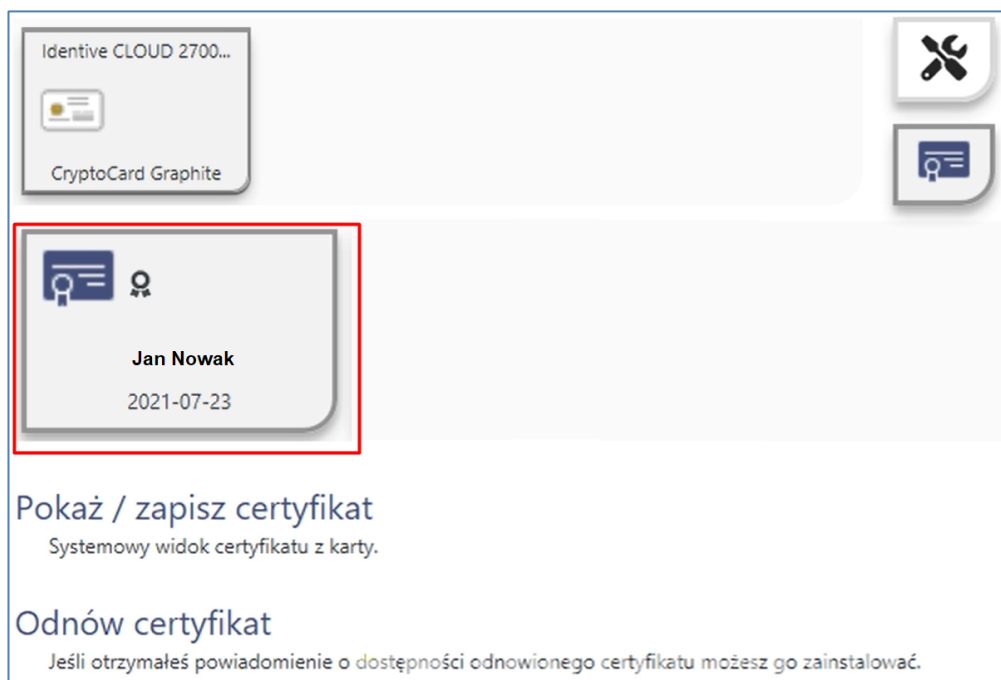 Identive CLOUD 2700...
CryptoCard Graphite
Jan Nowak
2021-07-23
Pokaż / zapisz certyfikat
Systemowy widok certyfikatu z karty.
Odnów certyfikat
Jeśli otrzymałeś powiadomienie o dostępności odnowionego certyfikatu możesz go zainstalować.